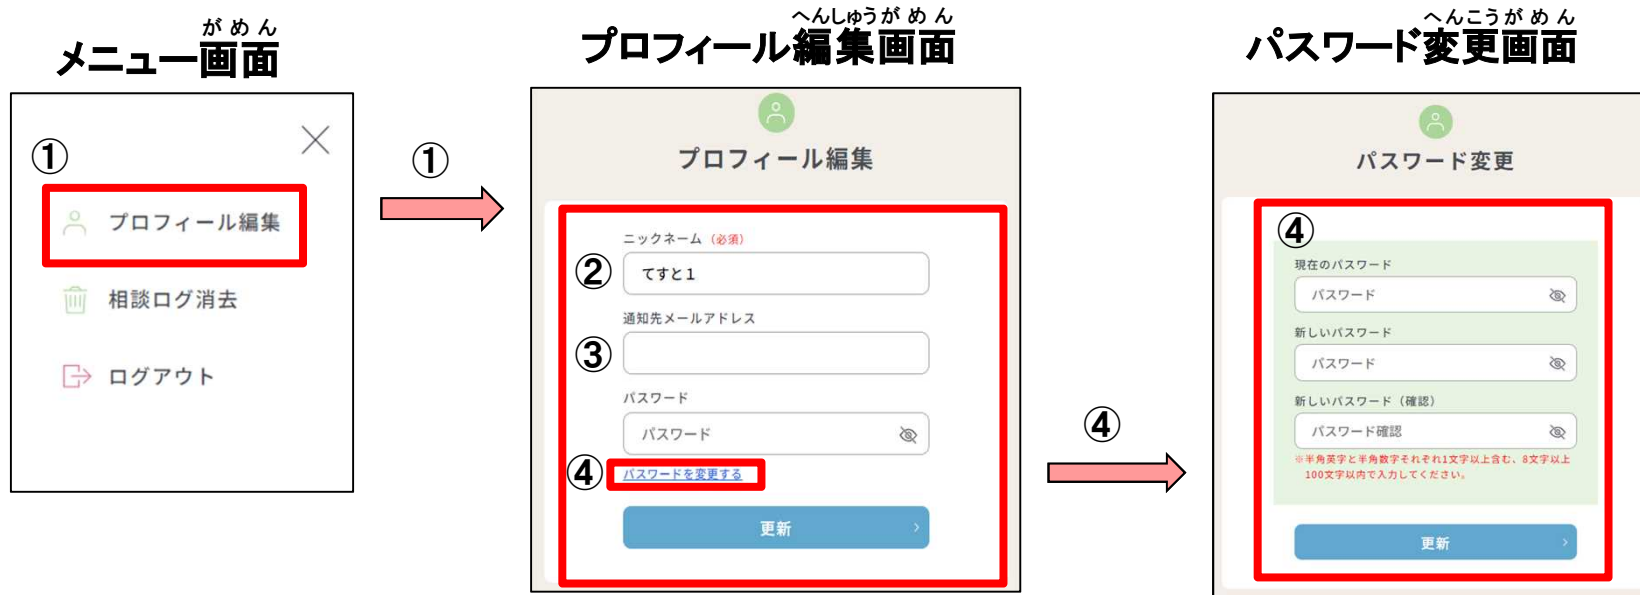 がめん
メニュー画面
①
プロフィール編集
相談ログ消去
ログアウト
①
へんしゅうがめん
プロフィール編集画面
プロフィール編集
ニックネーム（必須）
②
てすと１
通知先メールアドレス
③
パスワード
パスワード
④
パスワードを変更する
更新
④
へんこうがめん
パスワード変更画面
パスワード変更
④
現在のパスワード
パスワード
新しいパスワード
パスワード
新しいパスワード（確認）
パスワード確認
※半角英字と半角数字それぞれ1文字以上含む、8文字以上
100文字以内で入力してください。
更新